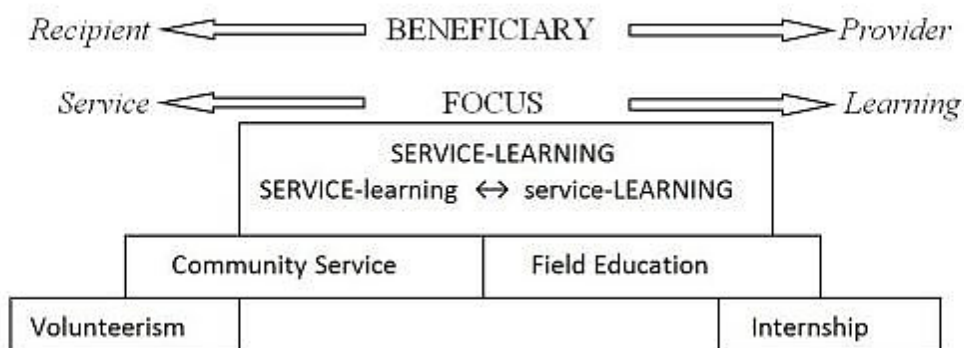 Recipient BENEFICIARY Provider
Service FOCUS Learning
SERVICE-LEARNING
SERVICE-learning ↔ service-LEARNING
Community Service Field Education
Volunteerism Internship